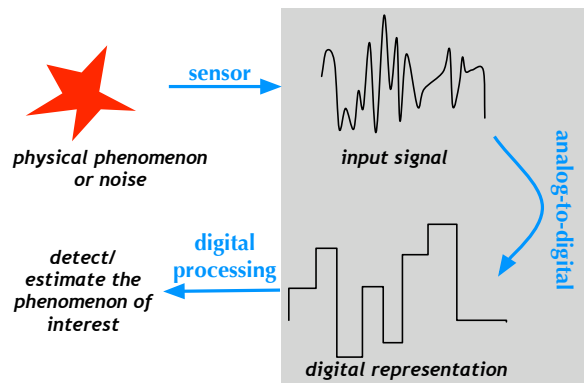 sensor
physical phenomenon
or noise
input signal
analog-to-digital
digital
processing
detect/
estimate the
phenomenon of
interest
digital representation